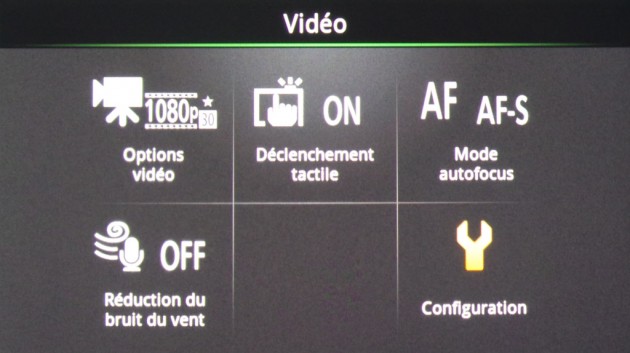 Vidéo
1080p ★
30
ON
AF AF-S
Options
vidéo
Déclenchement
tactile
Mode
autofocus
OFF
Réduction du
bruit du vent
Configuration